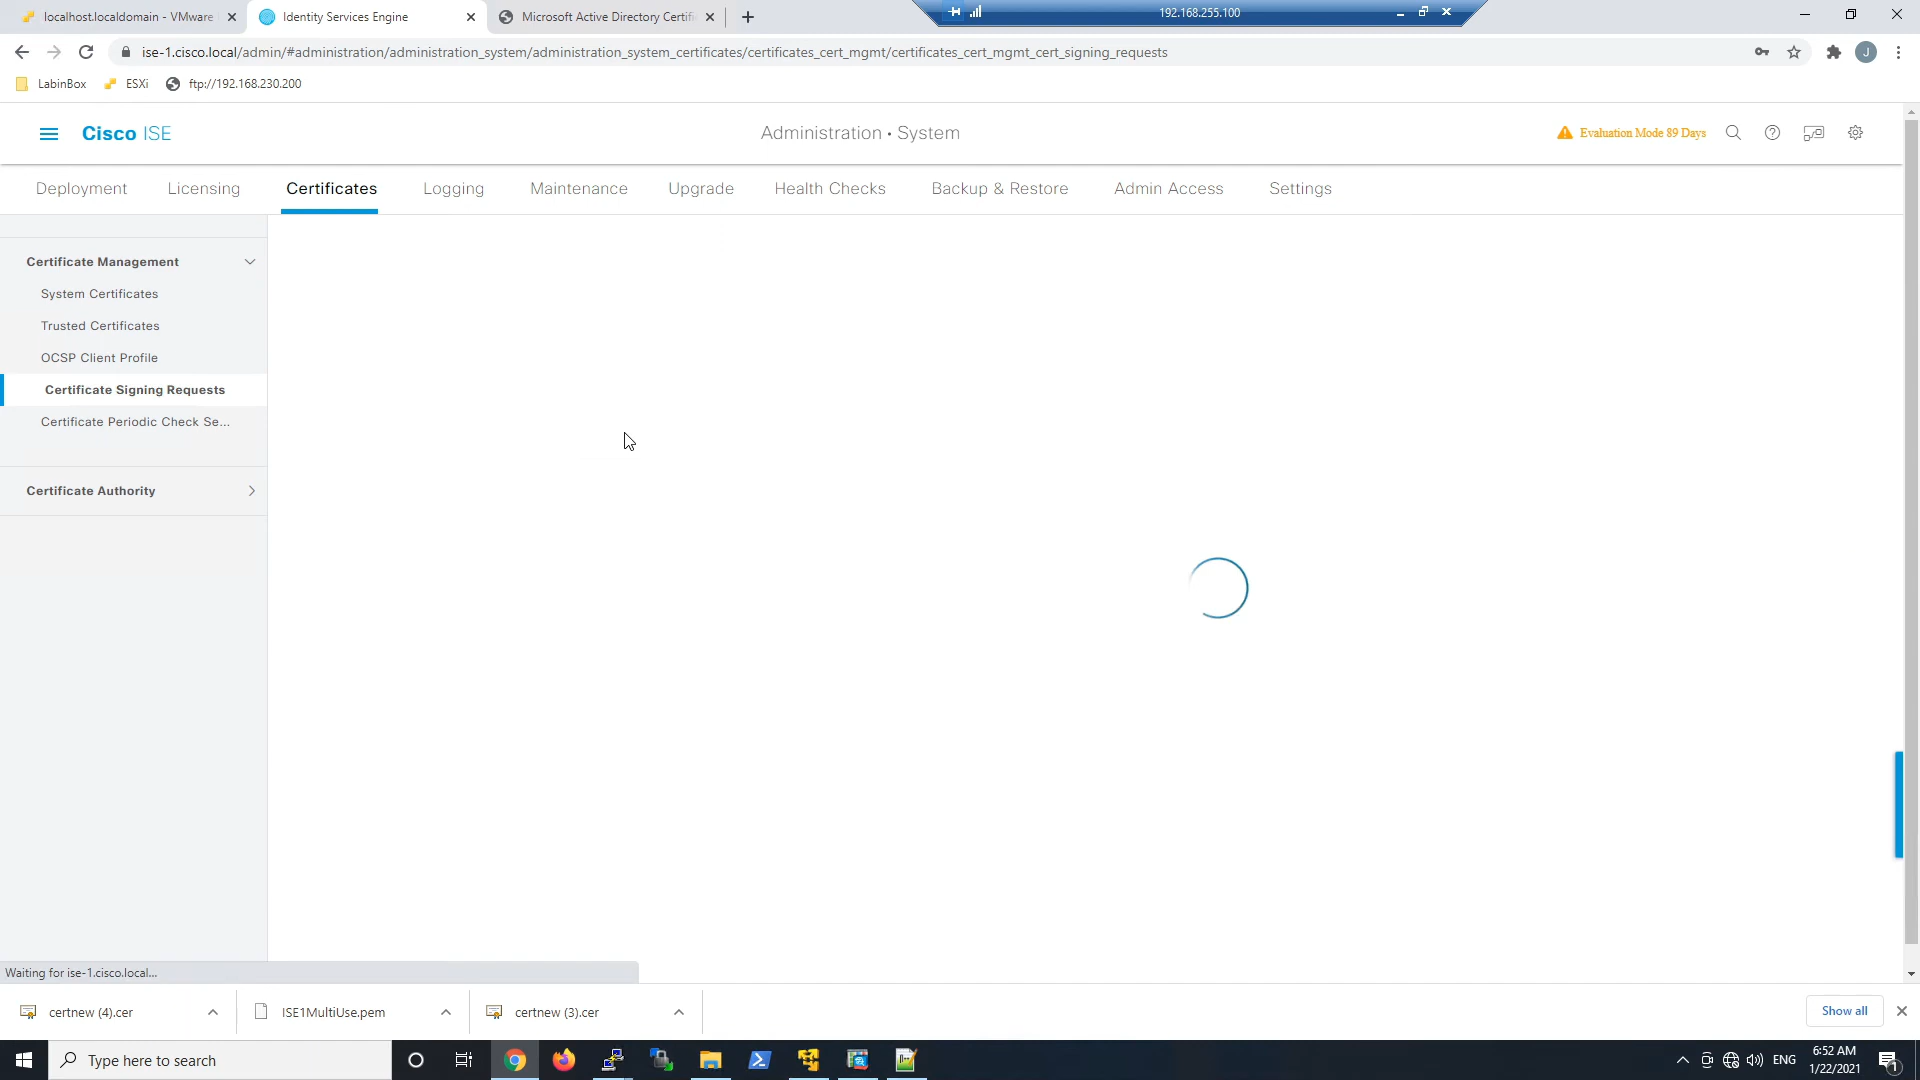 localhost.localdomain - VMware
Identity Services Engine
Microsoft Active Directory Certifi
192.168.255.100
ise-1.cisco.local/admin/#administration/administration_system/administration_system_certificates/certificates_cert_mgmt/certificates_cert_mgmt_cert_signing_requests
J
LabinBox
ESXi
ftp://192.168.230.200
Cisco ISE
Administration • System
Evaluation Mode 89 Days
Deployment
Licensing
Certificates
Logging
Maintenance
Upgrade
Health Checks
Backup & Restore
Admin Access
Settings
Certificate Management
System Certificates
Trusted Certificates
OCSP Client Profile
Certificate Signing Requests
Certificate Periodic Check Se...
Certificate Authority
Waiting for ise-1.cisco.local...
certnew (4).cer
ISE1MultiUse.pem
certnew (3).cer
Show all
Type here to search
ENG
6:52 AM
1/22/2021
1